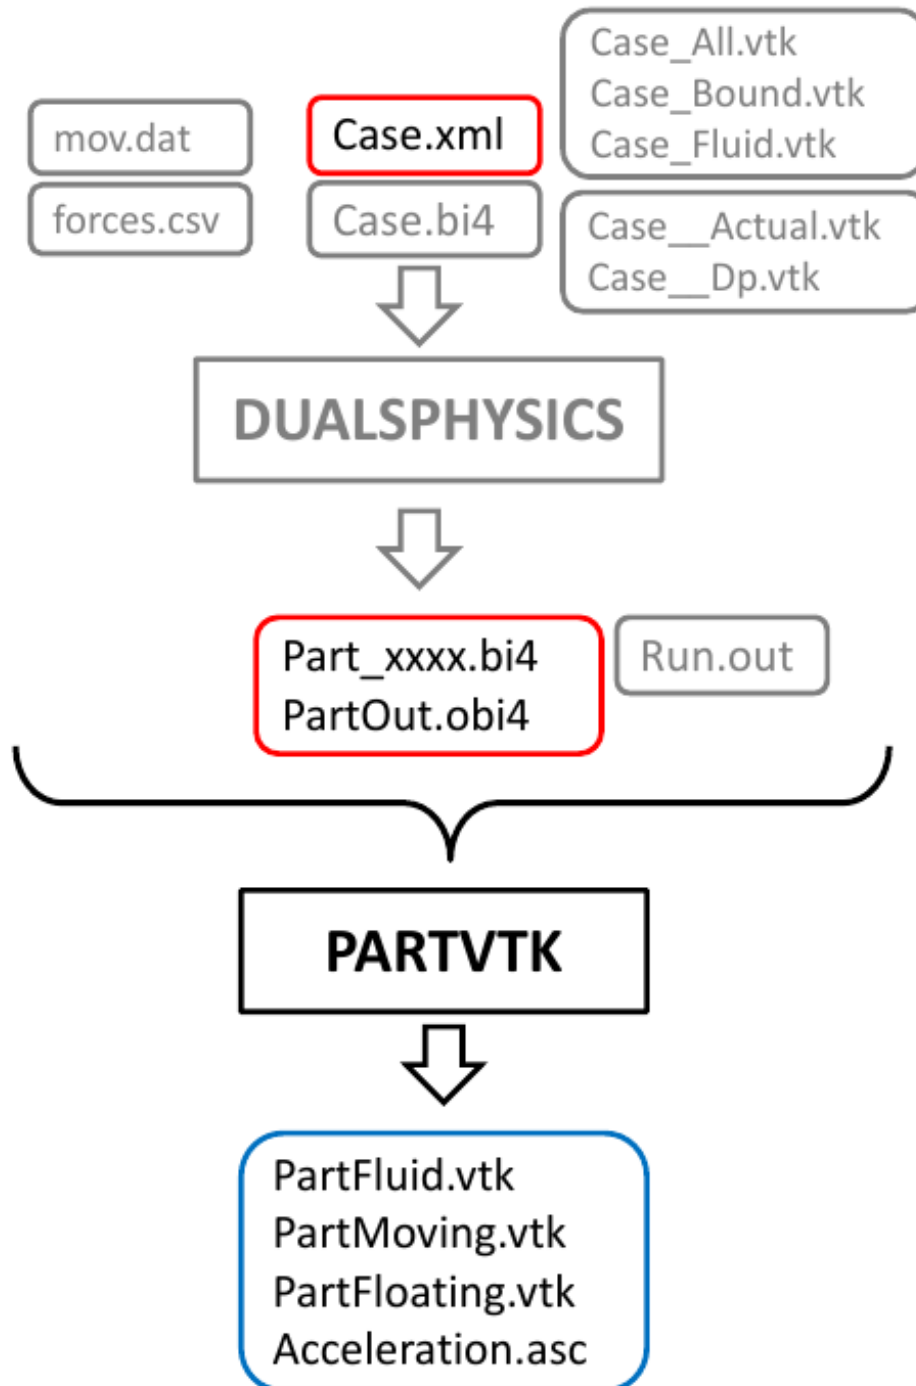 mov.dat
forces.csv
Case.xml
Case.bi4
Case_All.vtk
Case_Bound.vtk
Case_Fluid.vtk
Case__Actual.vtk
Case__Dp.vtk
DUALSPHYSICS
Part_xxxx.bi4
PartOut.obi4
Run.out
PARTVTK
PartFluid.vtk
PartMoving.vtk
PartFloating.vtk
Acceleration.asc